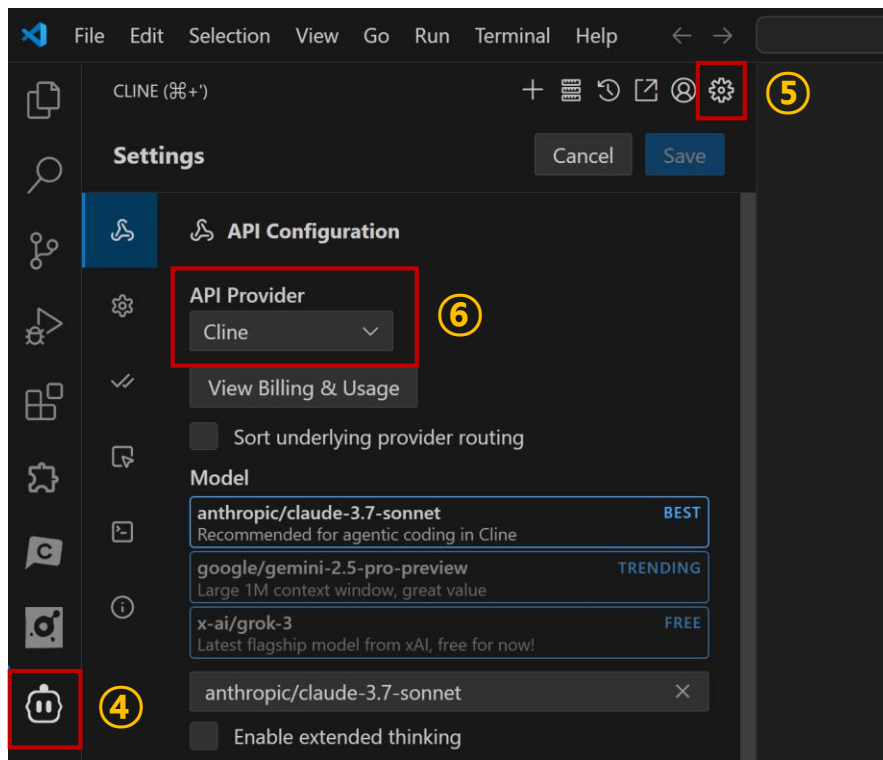 File Edit Selection View Go Run Terminal Help
CLINE (⌘+')
⑤
Settings
Cancel
Save
API Configuration
API Provider
Cline
⑥
View Billing & Usage
Sort underlying provider routing
Model
anthropic/claude-3.7-sonnet BEST
Recommended for agentic coding in Cline
google/gemini-2.5-pro-preview TRENDING
Large 1M context window, great value
x-ai/grok-3 FREE
Latest flagship model from xAI, free for now!
anthropic/claude-3.7-sonnet
④
Enable extended thinking